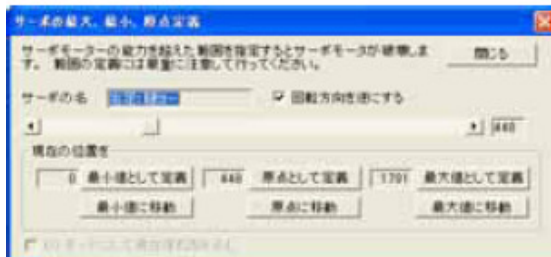 サーボの最大、最小、原点定義
サーボモーターの能力を超えた範囲を指定するとサーボモータが破壊しま
す。 範囲の定義には慎重に注意して行ってください。
閉じる
サーボの名
回転方向を逆にする
448
現在の位置を
0 最小値として定義 448 原点として定義 1701 最大値として定義
最小値に移動 原点に移動 最大値に移動